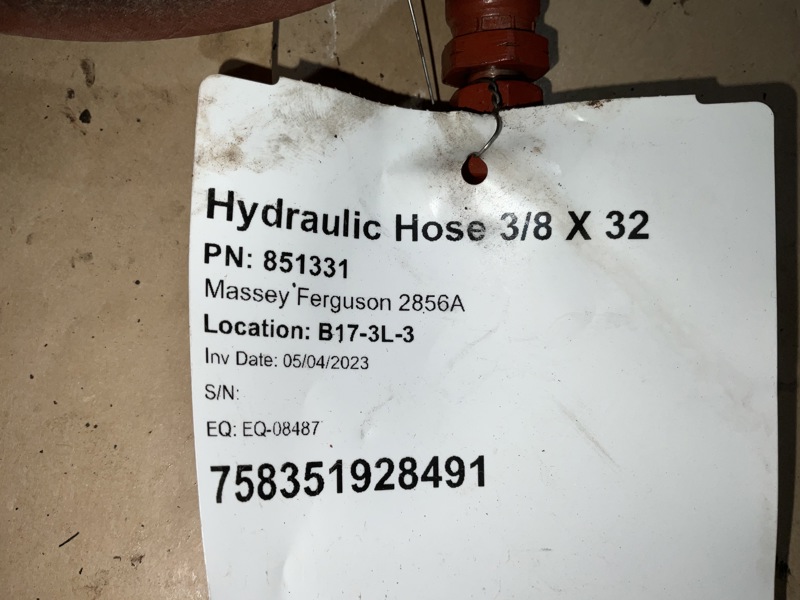 Hydraulic Hose 3/8 X 32
PN: 851331
Massey Ferguson 2856A
Location: B17-3L-3
Inv Date: 05/04/2023
S/N:
EQ: EQ-08487
758351928491